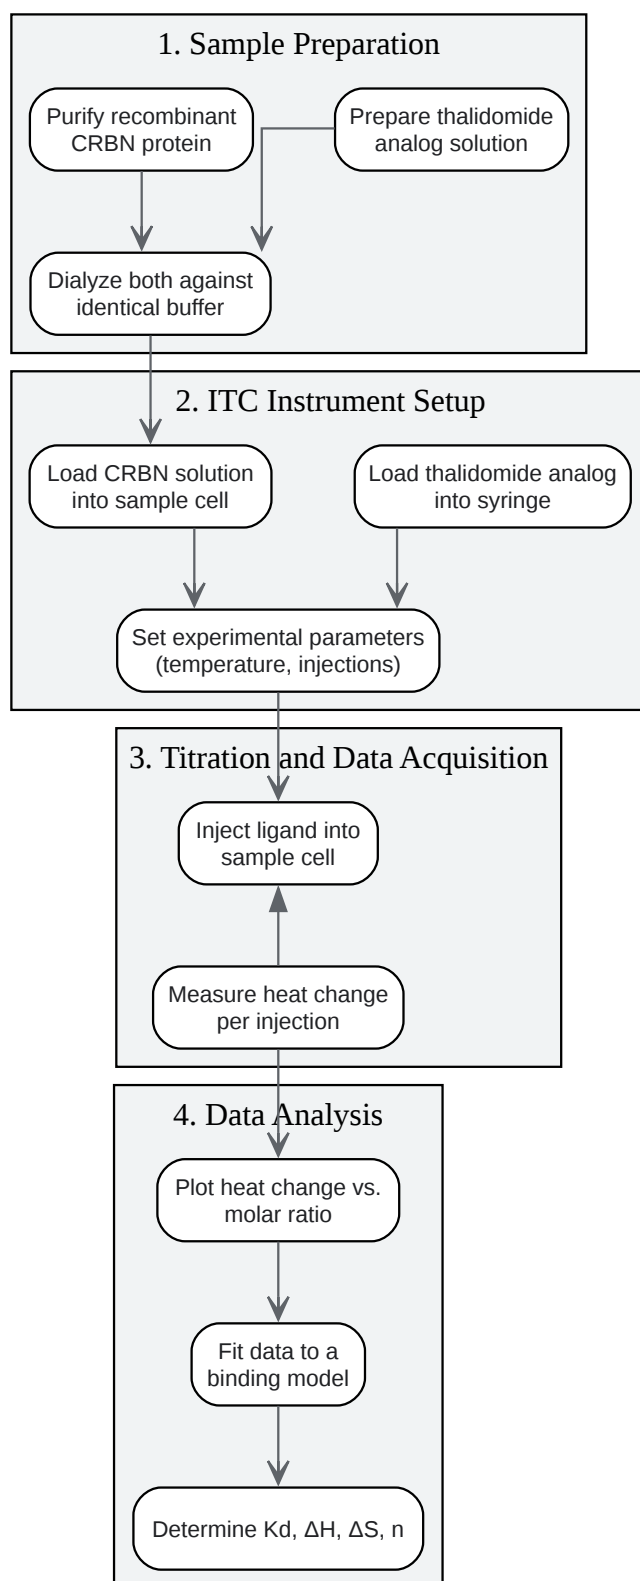 1. Sample Preparation
Purify recombinant
CRBN protein
Prepare thalidomide
analog solution
Dialyze both against
identical buffer
2. ITC Instrument Setup
Load CRBN solution
into sample cell
Load thalidomide analog
into syringe
Set experimental parameters
(temperature, injections)
3. Titration and Data Acquisition
Inject ligand into
sample cell
Measure heat change
per injection
4. Data Analysis
Plot heat change vs.
molar ratio
Fit data to a
binding model
Determine Kd, ΔH, ΔS, n